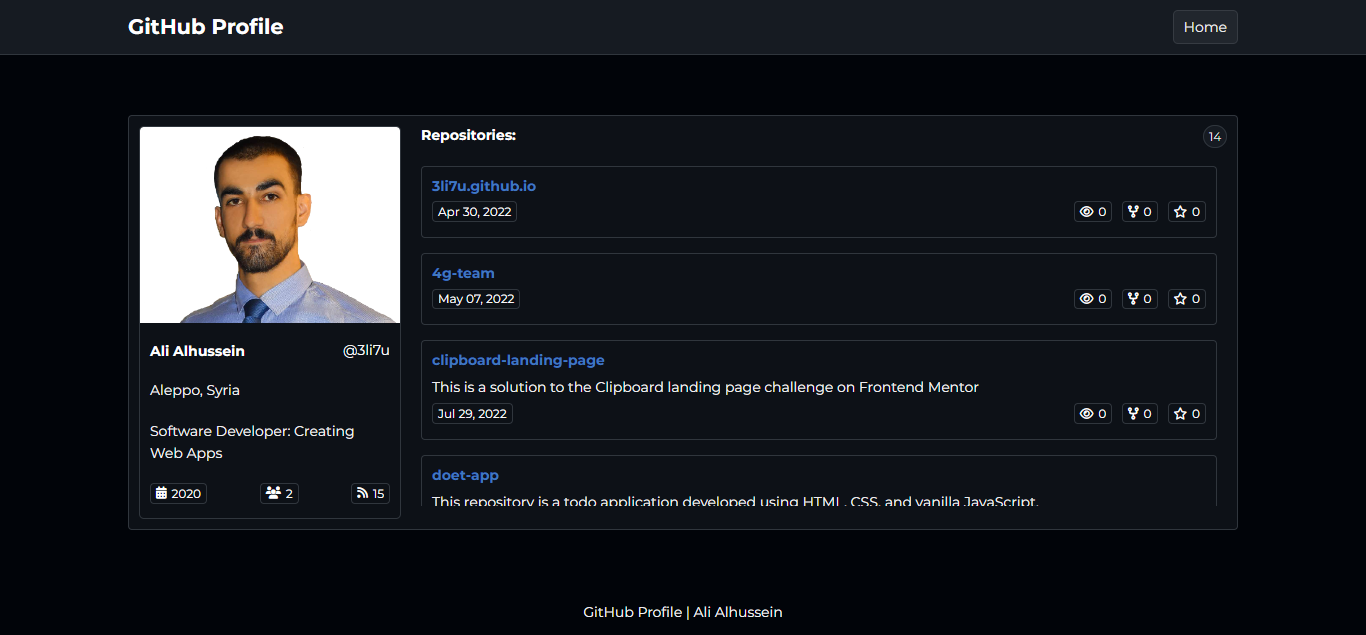 GitHub Profile
Home
Ali Alhussein @3li7u
Aleppo, Syria
Software Developer: Creating
Web Apps
2020 2 15
Repositories: 14
3li7u.github.io
Apr 30, 2022 0 0 0
4g-team
May 07, 2022 0 0 0
clipboard-landing-page
This is a solution to the Clipboard landing page challenge on Frontend Mentor
Jul 29, 2022 0 0 0
doet-app
This repository is a todo application developed using HTML, CSS, and vanilla JavaScript.
GitHub Profile | Ali Alhussein